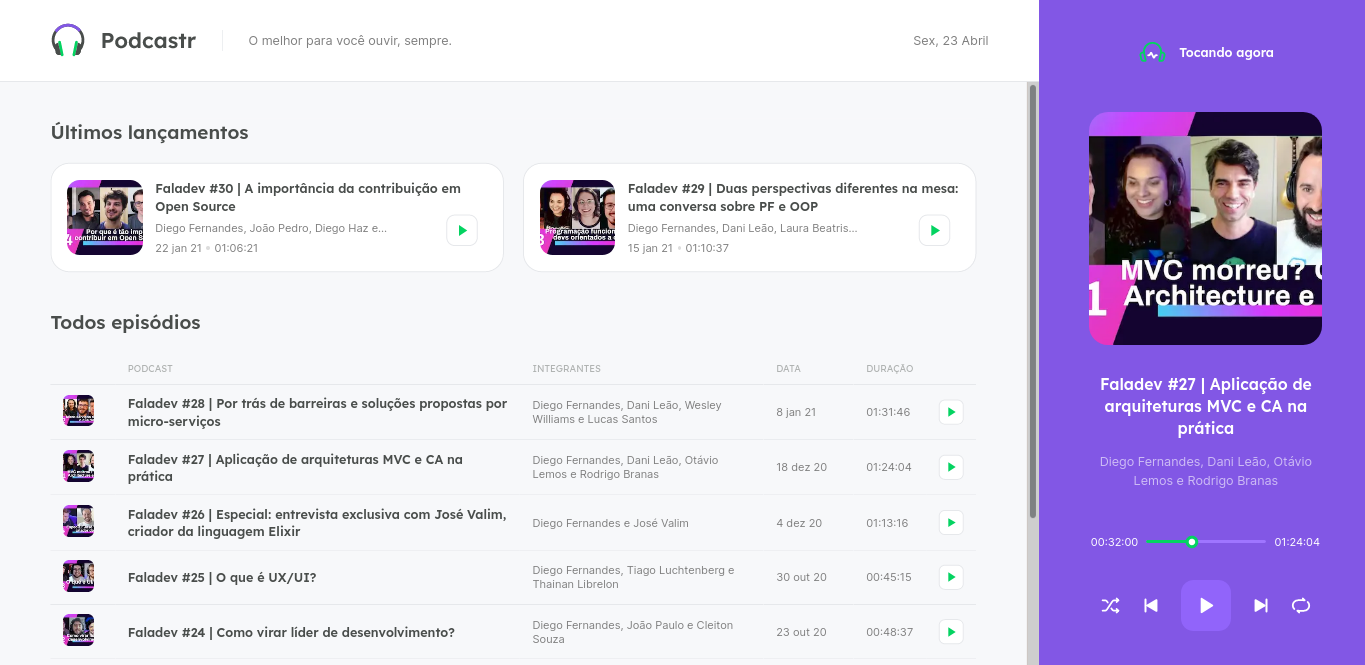 Podcastr
O melhor para você ouvir, sempre.
Sex, 23 Abril
Últimos lançamentos
Faladev #30 | A importância da contribuição em
Open Source
Diego Fernandes, João Pedro, Diego Haz e...
22 jan 21 • 01:06:21
Faladev #29 | Duas perspectivas diferentes na mesa:
uma conversa sobre PF e OOP
Diego Fernandes, Dani Leão, Laura Beatris...
15 jan 21 • 01:10:37
Todos episódios
PODCAST
INTEGRANTES
DATA
DURAÇÃO
Faladev #28 | Por trás de barreiras e soluções propostas por
micro-serviços
Diego Fernandes, Dani Leão, Wesley
Williams e Lucas Santos
8 jan 21
01:31:46
Faladev #27 | Aplicação de arquiteturas MVC e CA na
prática
Diego Fernandes, Dani Leão, Otávio
Lemos e Rodrigo Branas
18 dez 20
01:24:04
Faladev #26 | Especial: entrevista exclusiva com José Valim,
criador da linguagem Elixir
Diego Fernandes e José Valim
4 dez 20
01:13:16
Faladev #25 | O que é UX/UI?
Diego Fernandes, Tiago Luchtenberg e
Thainan Librelon
30 out 20
00:45:15
Faladev #24 | Como virar líder de desenvolvimento?
Diego Fernandes, João Paulo e Cleiton
Souza
23 out 20
00:48:37
Tocando agora
MVC morreu?
1 Architecture e
Faladev #27 | Aplicação de
arquiteturas MVC e CA na
prática
Diego Fernandes, Dani Leão, Otávio
Lemos e Rodrigo Branas
00:32:00
01:24:04